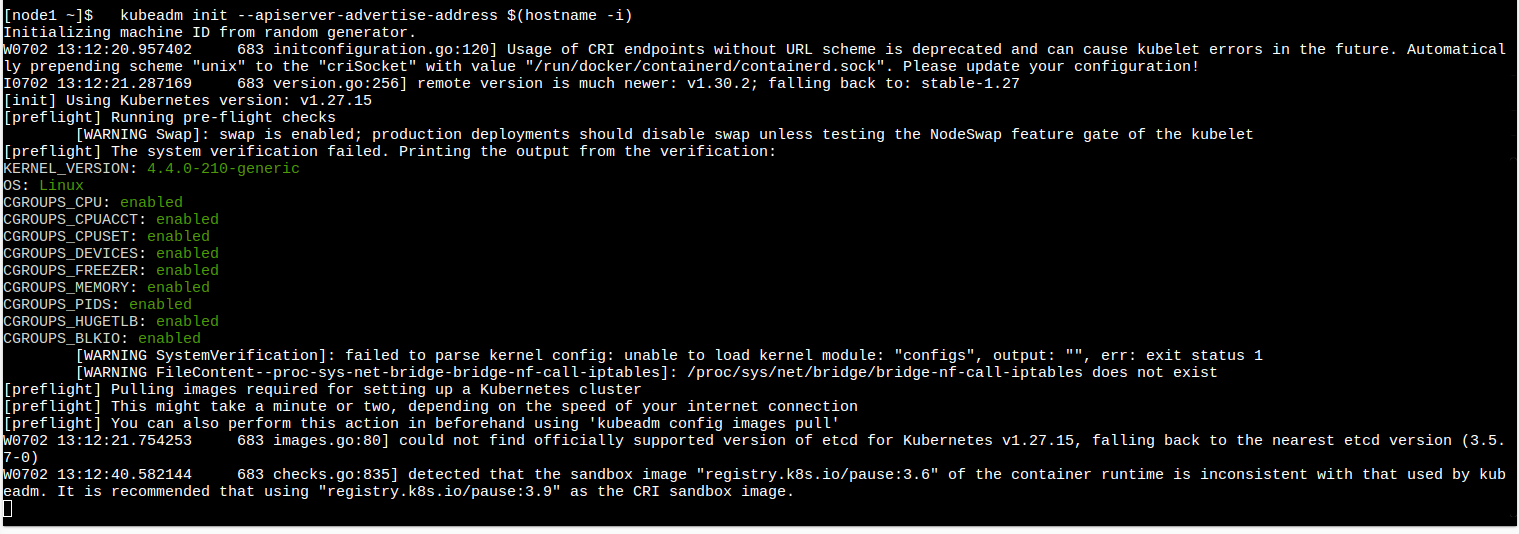 [node1 ~]$   kubeadm init --apiserver-advertise-address $(hostname -i)
Initializing machine ID from random generator.
W0702 13:12:20.957402     683 initconfiguration.go:120] Usage of CRI endpoints without URL scheme is deprecated and can cause kubelet errors in the future. Automatical
ly prepending scheme "unix" to the "criSocket" with value "/run/docker/containerd/containerd.sock". Please update your configuration!
I0702 13:12:21.287169     683 version.go:256] remote version is much newer: v1.30.2; falling back to: stable-1.27
[init] Using Kubernetes version: v1.27.15
[preflight] Running pre-flight checks
        [WARNING Swap]: swap is enabled; production deployments should disable swap unless testing the NodeSwap feature gate of the kubelet
[preflight] The system verification failed. Printing the output from the verification:
KERNEL_VERSION: 4.4.0-210-generic
OS: Linux
CGROUPS_CPU: enabled
CGROUPS_CPUACCT: enabled
CGROUPS_CPUSET: enabled
CGROUPS_DEVICES: enabled
CGROUPS_FREEZER: enabled
CGROUPS_MEMORY: enabled
CGROUPS_PIDS: enabled
CGROUPS_HUGETLB: enabled
CGROUPS_BLKIO: enabled
        [WARNING SystemVerification]: failed to parse kernel config: unable to load kernel module: "configs", output: "", err: exit status 1
        [WARNING FileContent--proc-sys-net-bridge-bridge-nf-call-iptables]: /proc/sys/net/bridge/bridge-nf-call-iptables does not exist
[preflight] Pulling images required for setting up a Kubernetes cluster
[preflight] This might take a minute or two, depending on the speed of your internet connection
[preflight] You can also perform this action in beforehand using 'kubeadm config images pull'
W0702 13:12:21.754253     683 images.go:80] could not find officially supported version of etcd for Kubernetes v1.27.15, falling back to the nearest etcd version (3.5.
7-0)
W0702 13:12:40.582144     683 checks.go:835] detected that the sandbox image "registry.k8s.io/pause:3.6" of the container runtime is inconsistent with that used by kub
eadm. It is recommended that using "registry.k8s.io/pause:3.9" as the CRI sandbox image.